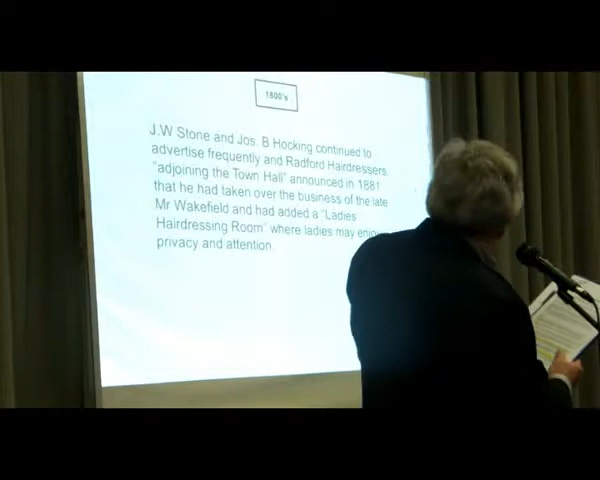 1800's
J.W Stone and Jos. B Hocking continued to
advertise frequently and Radford Hairdressers,
"adjoining the Town Hall" announced in 1881
that he had taken over the business of the late
Mr Wakefield and had added a "Ladies
Hairdressing Room" where ladies may enjoy
privacy and attention.